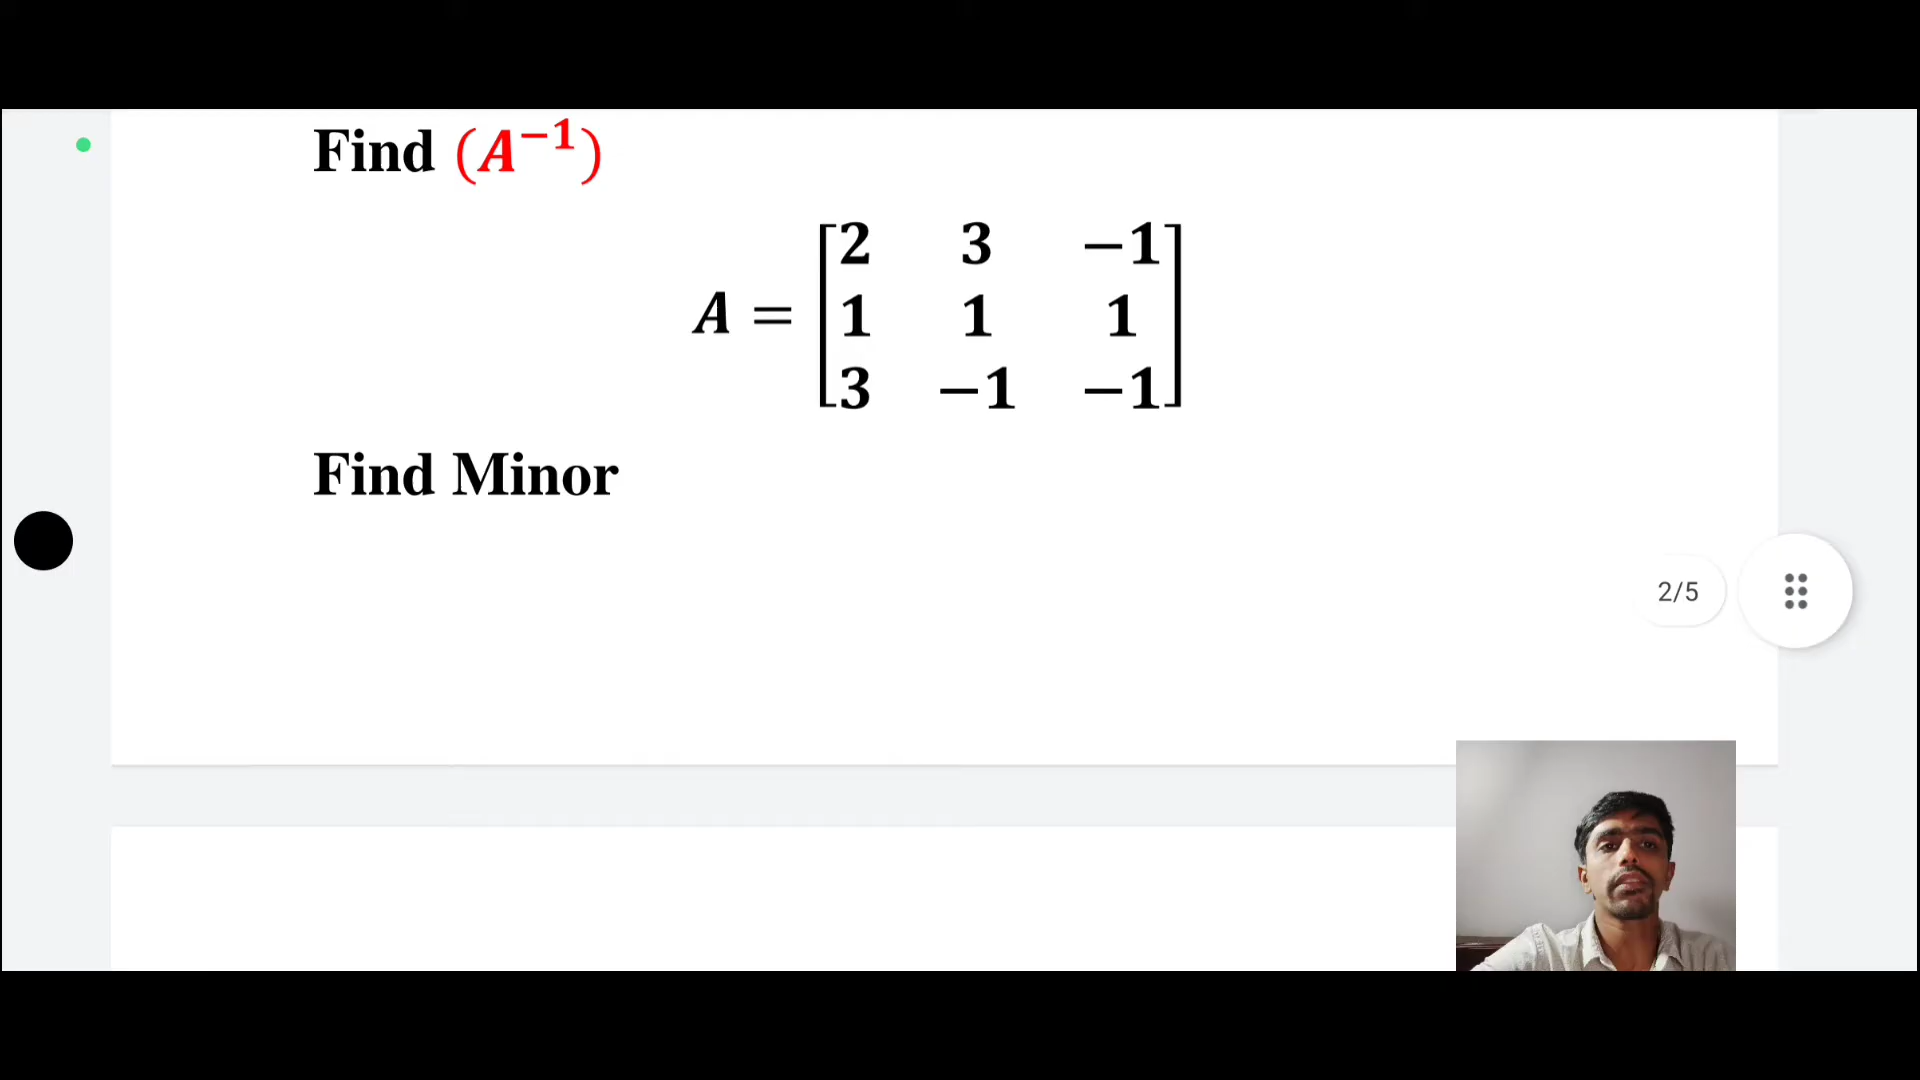 Find (A⁻¹)
A = [2 3 −1
1 1 1
3 −1 −1]
Find Minor
2/5